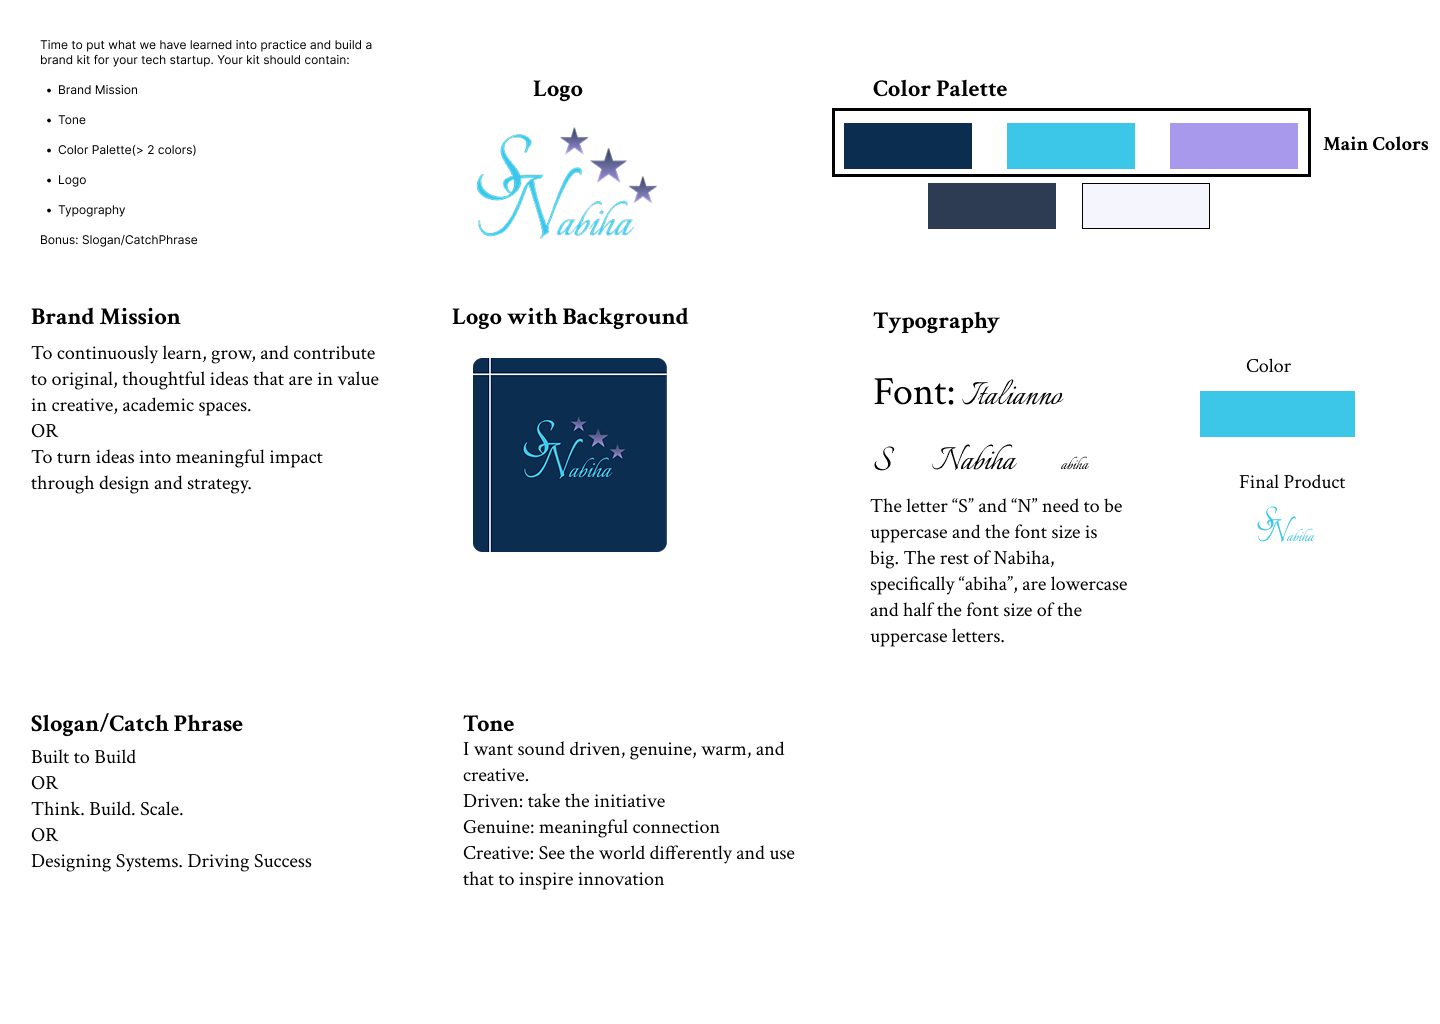 Time to put what we have learned into practice and build a
brand kit for your tech startup. Your kit should contain:
• Brand Mission
• Tone
• Color Palette(> 2 colors)
• Logo
• Typography
Bonus: Slogan/CatchPhrase
Logo
S
Nabiha
Color Palette
Main Colors
Brand Mission
To continuously learn, grow, and contribute
to original, thoughtful ideas that are in value
in creative, academic spaces.
OR
To turn ideas into meaningful impact
through design and strategy.
Logo with Background
S
Nabiha
Typography
Font: Italianno
S Nabiha abiha
The letter “S” and “N” need to be
uppercase and the font size is
big. The rest of Nabiha,
specifically “abiha”, are lowercase
and half the font size of the
uppercase letters.
Color
Final Product
S
Nabiha
Slogan/Catch Phrase
Built to Build
OR
Think. Build. Scale.
OR
Designing Systems. Driving Success
Tone
I want sound driven, genuine, warm, and
creative.
Driven: take the initiative
Genuine: meaningful connection
Creative: See the world differently and use
that to inspire innovation